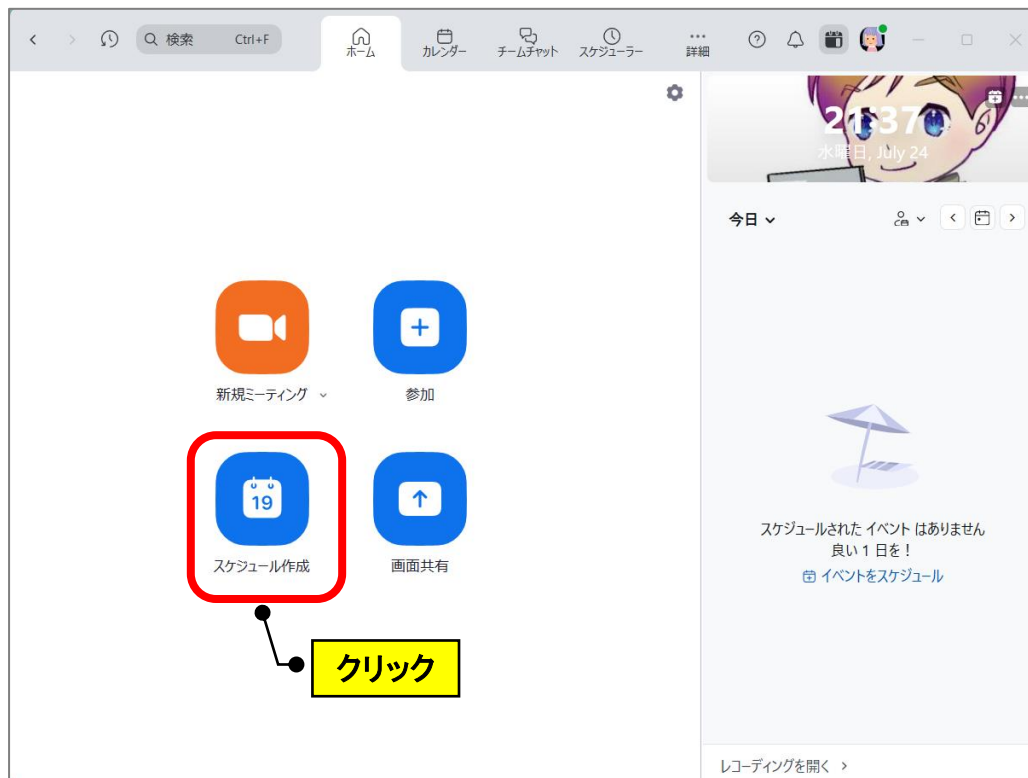 検索 Ctrl+F
ホーム
カレンダー
チームチャット
スケジューラー
詳細
21:37
水曜日, July 24
今日
新規ミーティング
参加
19
スケジュール作成
画面共有
クリック
スケジュールされた イベント はありません
良い 1 日を！
イベントをスケジュール
レコーディングを開く